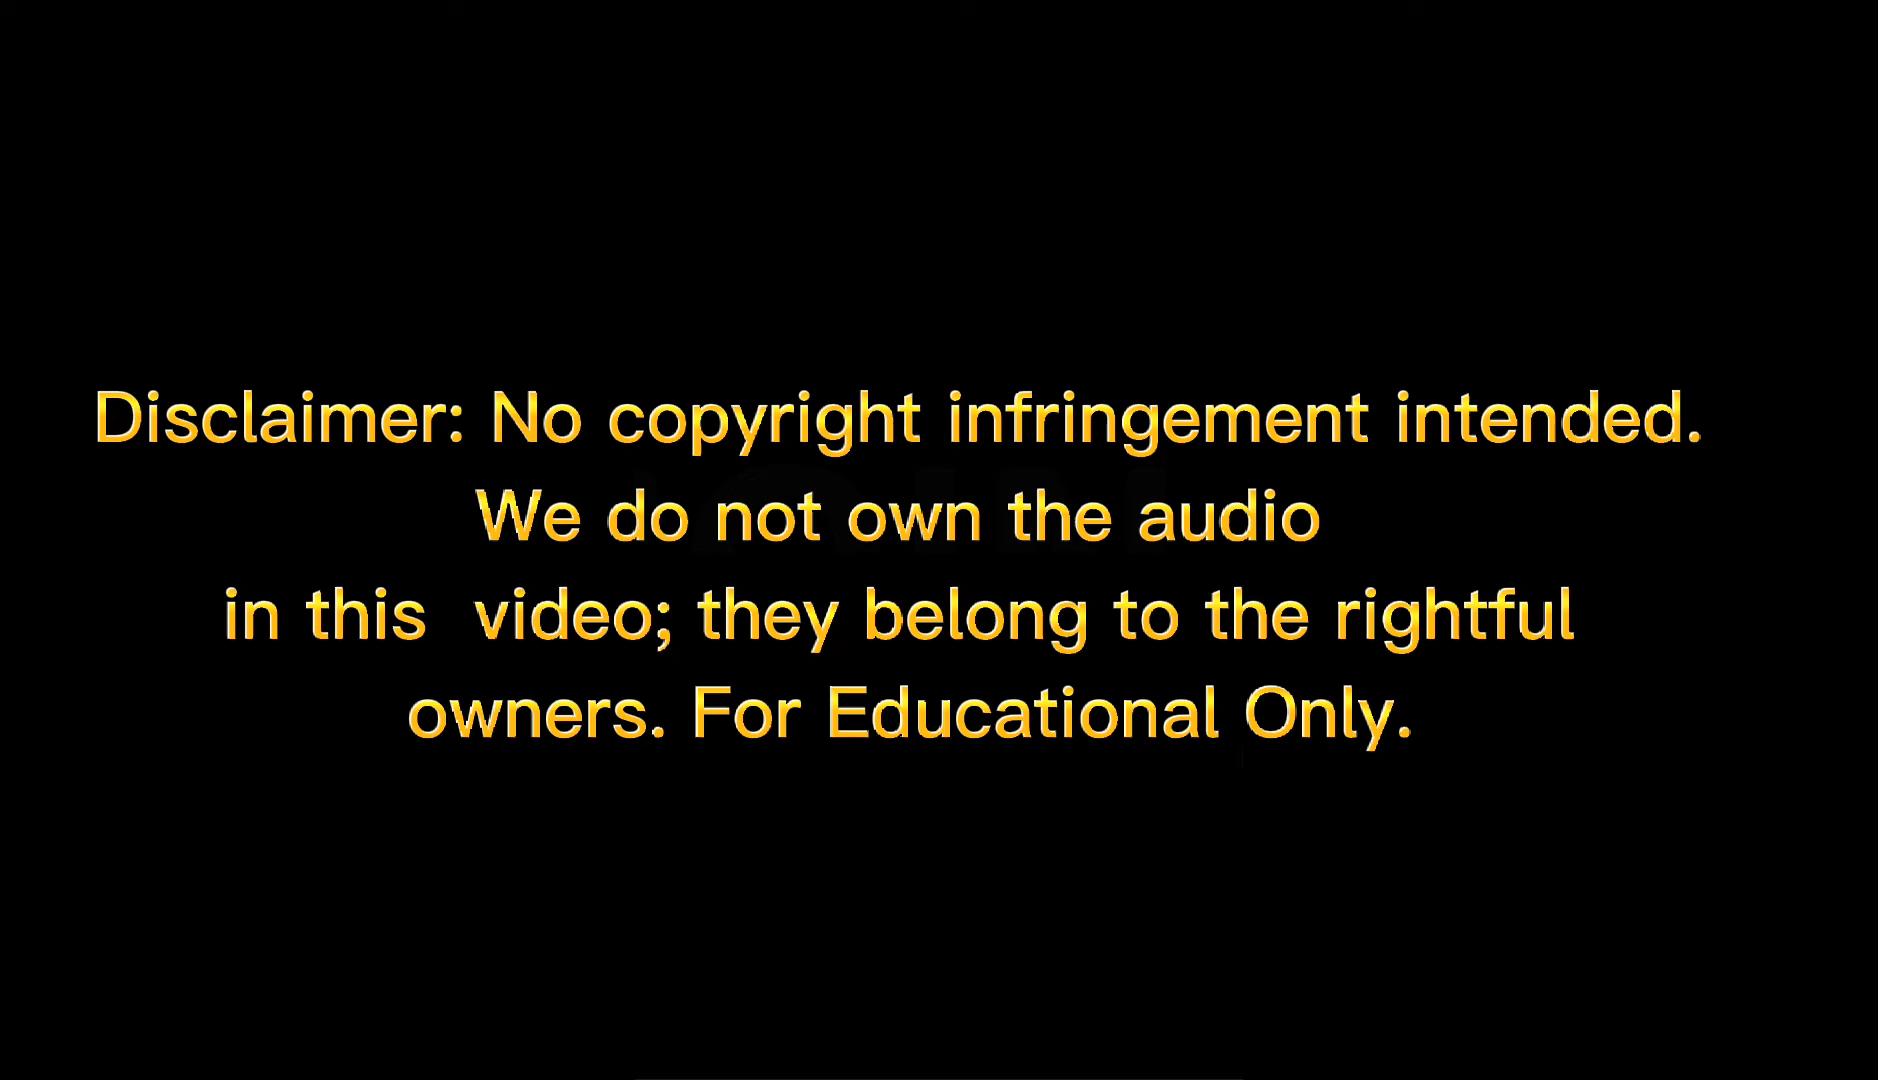 Disclaimer: No copyright infringement intended.
We do not own the audio
in this  video; they belong to the rightful
owners. For Educational Only.